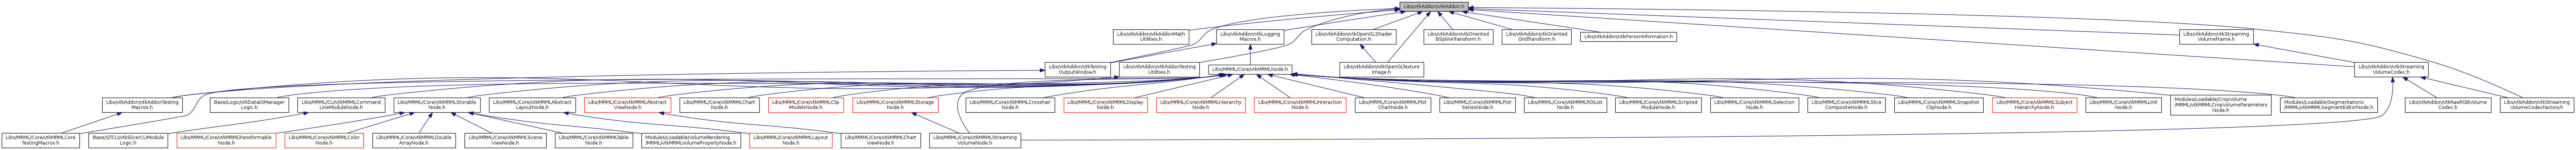 Libs/vtkAddon/vtkAddon.h
Libs/vtkAddon/vtkAddonMath
Utilities.h
Libs/vtkAddon/vtkLogging
Macros.h
Libs/vtkAddon/vtkOpenGLShader
Computation.h
Libs/vtkAddon/vtkOriented
BSplineTransform.h
Libs/vtkAddon/vtkOriented
GridTransform.h
Libs/vtkAddon/vtkPersonInformation.h
Libs/vtkAddon/vtkStreaming
VolumeFrame.h
Libs/vtkAddon/vtkTesting
OutputWindow.h
Libs/vtkAddon/vtkAddonTesting
Utilities.h
Libs/MRML/Core/vtkMRMLNode.h
Libs/vtkAddon/vtkOpenGLTexture
Image.h
Libs/vtkAddon/vtkStreaming
VolumeCodec.h
Libs/vtkAddon/vtkAddonTesting
Macros.h
Base/Logic/vtkDataIOManager
Logic.h
Libs/MRML/CLI/vtkMRMLCommand
LineModuleNode.h
Libs/MRML/Core/vtkMRMLStorable
Node.h
Libs/MRML/Core/vtkMRMLAbstract
LayoutNode.h
Libs/MRML/Core/vtkMRMLAbstract
ViewNode.h
Libs/MRML/Core/vtkMRMLChart
Node.h
Libs/MRML/Core/vtkMRMLClip
ModelsNode.h
Libs/MRML/Core/vtkMRMLStorage
Node.h
Libs/MRML/Core/vtkMRMLCrosshair
Node.h
Libs/MRML/Core/vtkMRMLDisplay
Node.h
Libs/MRML/Core/vtkMRMLHierarchy
Node.h
Libs/MRML/Core/vtkMRMLInteraction
Node.h
Libs/MRML/Core/vtkMRMLPlot
ChartNode.h
Libs/MRML/Core/vtkMRMLPlot
SeriesNode.h
Libs/MRML/Core/vtkMRMLROIList
Node.h
Libs/MRML/Core/vtkMRMLScripted
ModuleNode.h
Libs/MRML/Core/vtkMRMLSelection
Node.h
Libs/MRML/Core/vtkMRMLSlice
CompositeNode.h
Libs/MRML/Core/vtkMRMLSnapshot
ClipNode.h
Libs/MRML/Core/vtkMRMLSubject
HierarchyNode.h
Libs/MRML/Core/vtkMRMLUnit
Node.h
Modules/Loadable/CropVolume
/MRML/vtkMRMLCropVolumeParameters
Node.h
Modules/Loadable/Segmentations
/MRML/vtkMRMLSegmentEditorNode.h
Libs/vtkAddon/vtkRawRGBVolume
Codec.h
Libs/vtkAddon/vtkStreaming
VolumeCodecFactory.h
Libs/MRML/Core/vtkMRMLCore
TestingMacros.h
Base/QTCLI/vtkSlicerCLIModule
Logic.h
Libs/MRML/Core/vtkMRMLTransformable
Node.h
Libs/MRML/Core/vtkMRMLColor
Node.h
Libs/MRML/Core/vtkMRMLDouble
ArrayNode.h
Libs/MRML/Core/vtkMRMLScene
ViewNode.h
Libs/MRML/Core/vtkMRMLTable
Node.h
Modules/Loadable/VolumeRendering
/MRML/vtkMRMLVolumePropertyNode.h
Libs/MRML/Core/vtkMRMLLayout
Node.h
Libs/MRML/Core/vtkMRMLChart
ViewNode.h
Libs/MRML/Core/vtkMRMLStreaming
VolumeNode.h